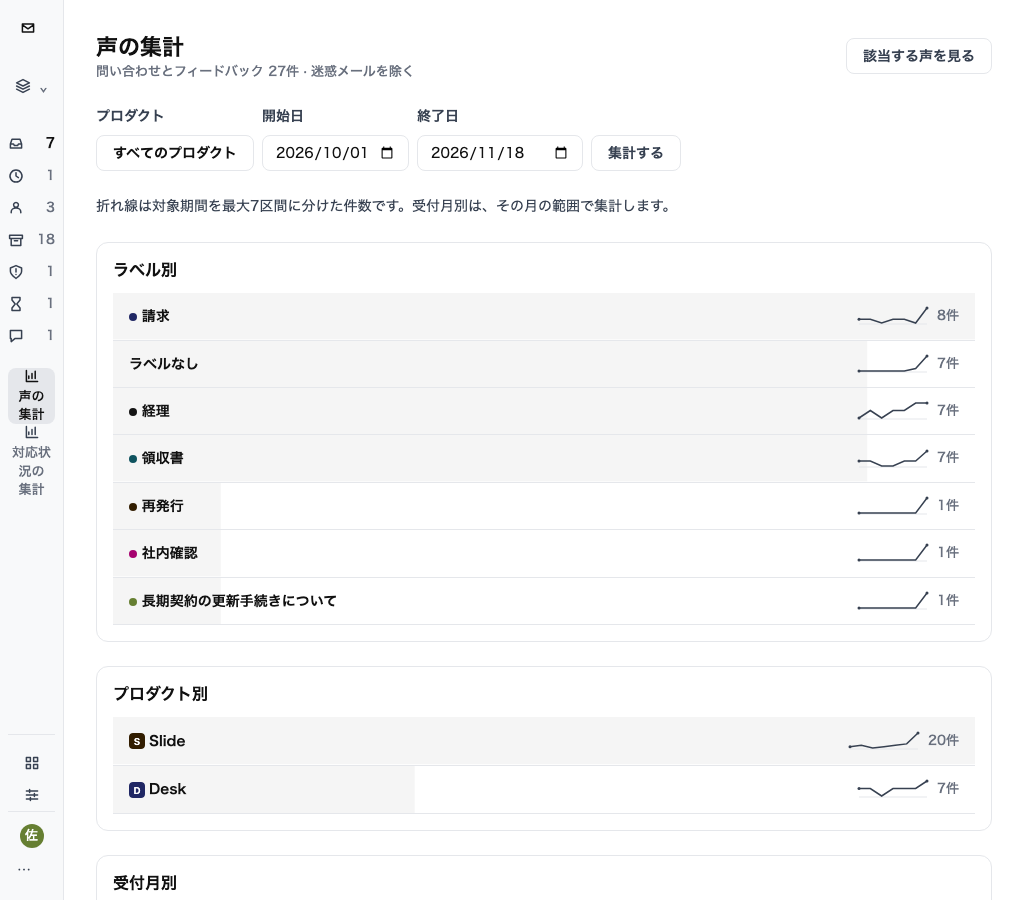 声の集計
問い合わせとフィードバック 27件 · 迷惑メールを除く
該当する声を見る
プロダクト
開始日
終了日
すべてのプロダクト
2026/10/01
2026/11/18
集計する
折れ線は対象期間を最大7区間に分けた件数です。受付月別は、その月の範囲で集計します。
7
1
3
18
1
1
1
声の
集計
対応状
況の
集計
佐
…
ラベル別
請求 8件
ラベルなし 7件
経理 7件
領収書 7件
再発行 1件
社内確認 1件
長期契約の更新手続きについて 1件
プロダクト別
S Slide 20件
D Desk 7件
受付月別